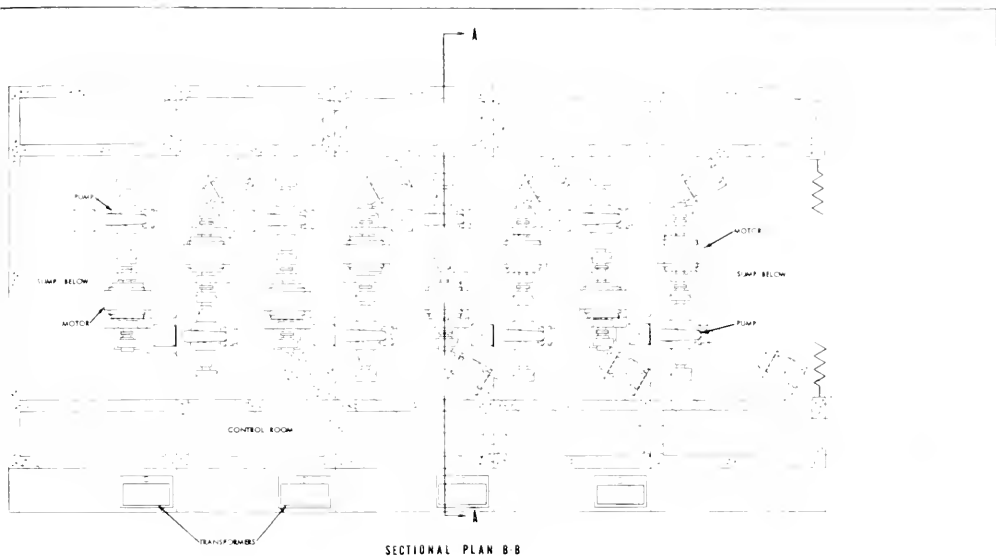 A
PUMP
MOTOR
SUMP BELOW
SUMP BELOW
MOTOR
PUMP
CONTROL ROOM
A
TRANSFORMERS
SECTIONAL PLAN B-B